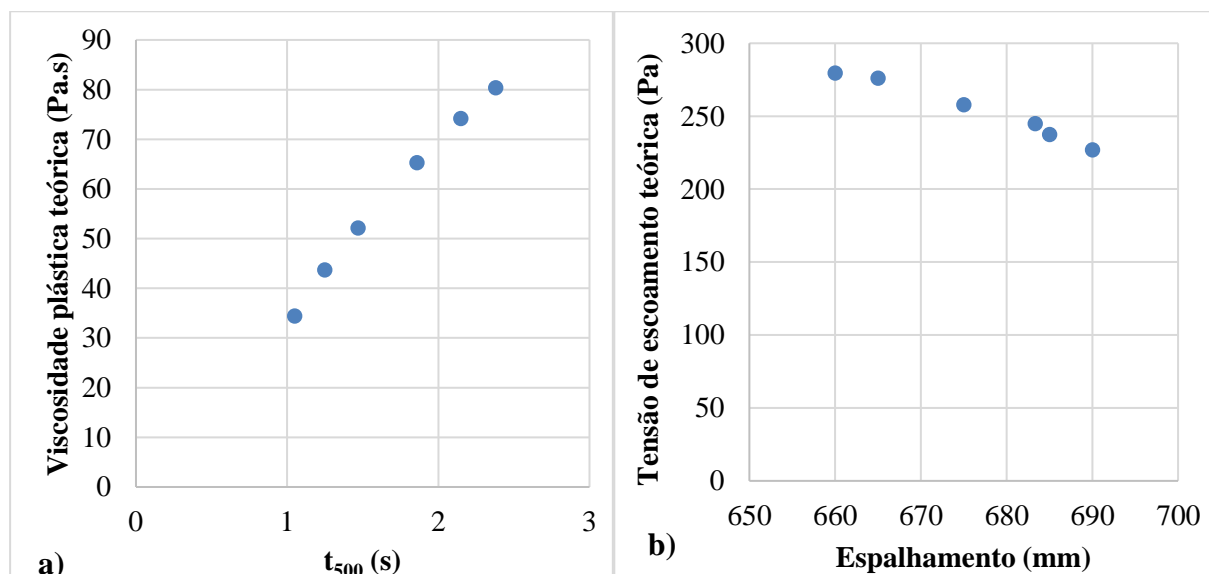 Viscosidade plástica teórica (Pa.s)
90
80
70
60
50
40
30
20
10
0
0 1 2 3
t500 (s)
a)
Tensão de escoamento teórica (Pa)
300
250
200
150
100
50
0
650 660 670 680 690 700
Espalhamento (mm)
b)